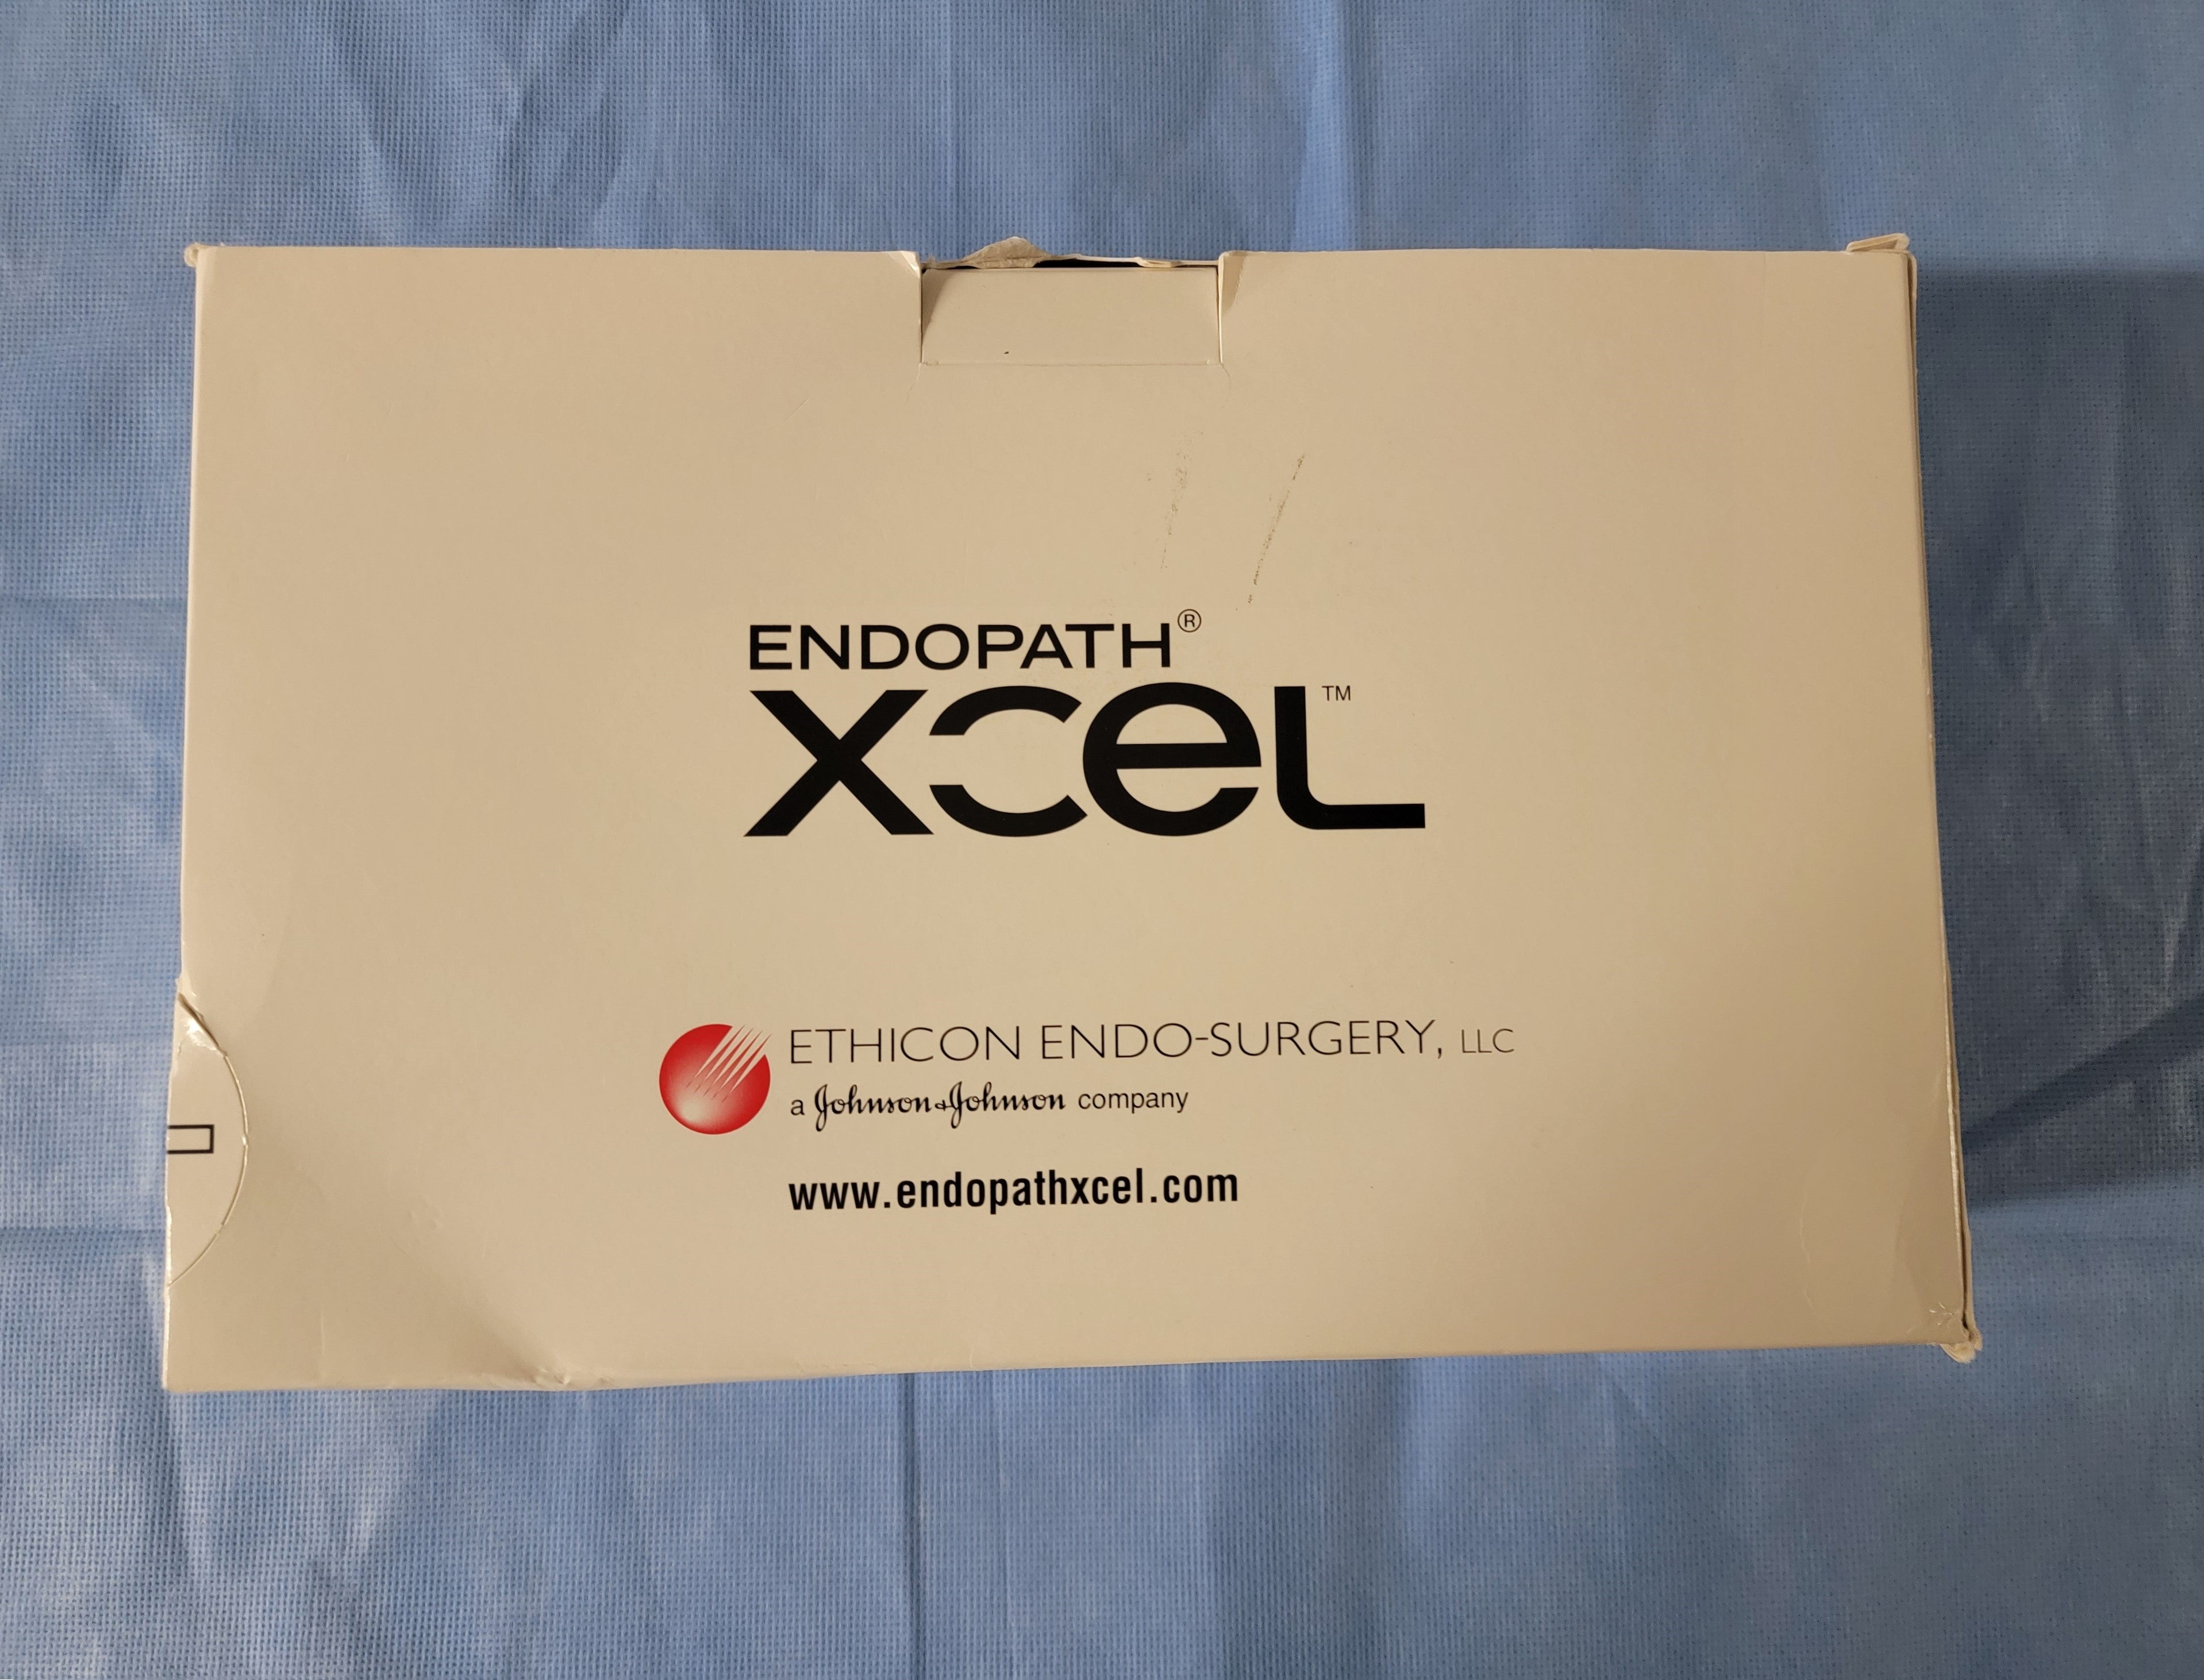 ENDOPATH®
XCEL™
ETHICON ENDO-SURGERY, LLC
a Johnson & Johnson company
www.endopathxcel.com